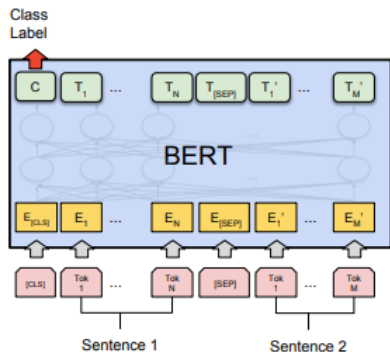 Class
Label
C T1 ... TN T[SEP] T1' ... TM'
...
BERT
...
E[CLS] E1 ... EN E[SEP] E1' ... EM'
[CLS] Tok 1 ... Tok N [SEP] Tok 1 ... Tok M
Sentence 1 Sentence 2